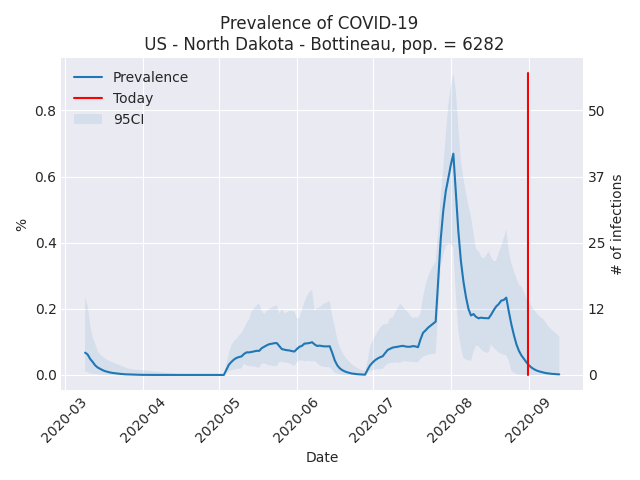 Prevalence of COVID-19
US - North Dakota - Bottineau, pop. = 6282
Prevalence
Today
95CI
0.8
0.6
0.4
0.2
0.0
%
50
37
25
12
0
# of infections
2020-03
2020-04
2020-05
2020-06
2020-07
2020-08
2020-09
Date